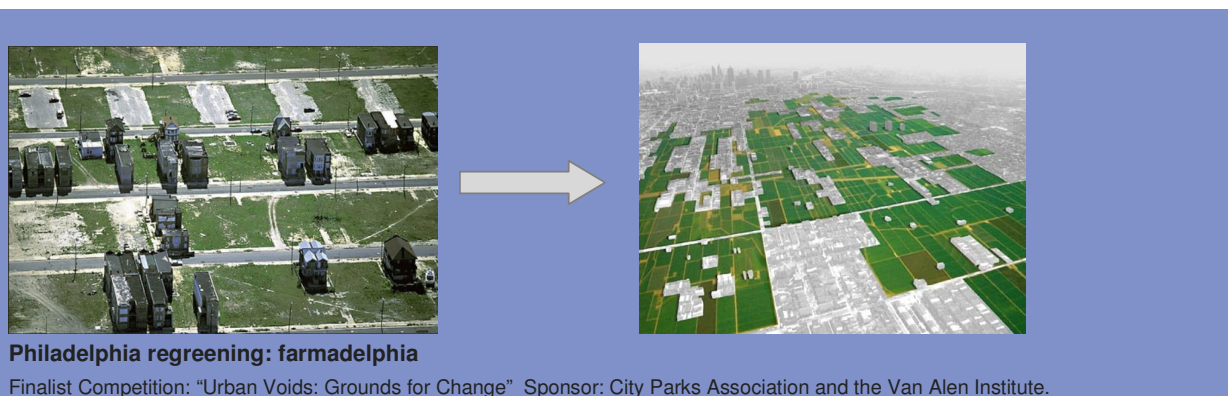 Philadelphia regreening: farmadelphia
Finalist Competition: “Urban Voids: Grounds for Change” Sponsor: City Parks Association and the Van Alen Institute.